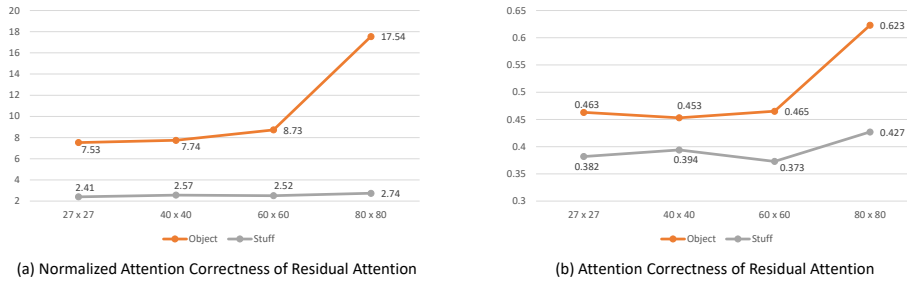 20
18
16
14
12
10
8
6
4
2
17.54
8.73
7.74
7.53
2.41
2.57
2.52
2.74
27 x 27
40 x 40
60 x 60
80 x 80
Object
Stuff
(a) Normalized Attention Correctness of Residual Attention
0.65
0.6
0.55
0.5
0.45
0.4
0.35
0.3
0.623
0.463
0.453
0.465
0.427
0.382
0.394
0.373
27 x 27
40 x 40
60 x 60
80 x 80
Object
Stuff
(b) Attention Correctness of Residual Attention